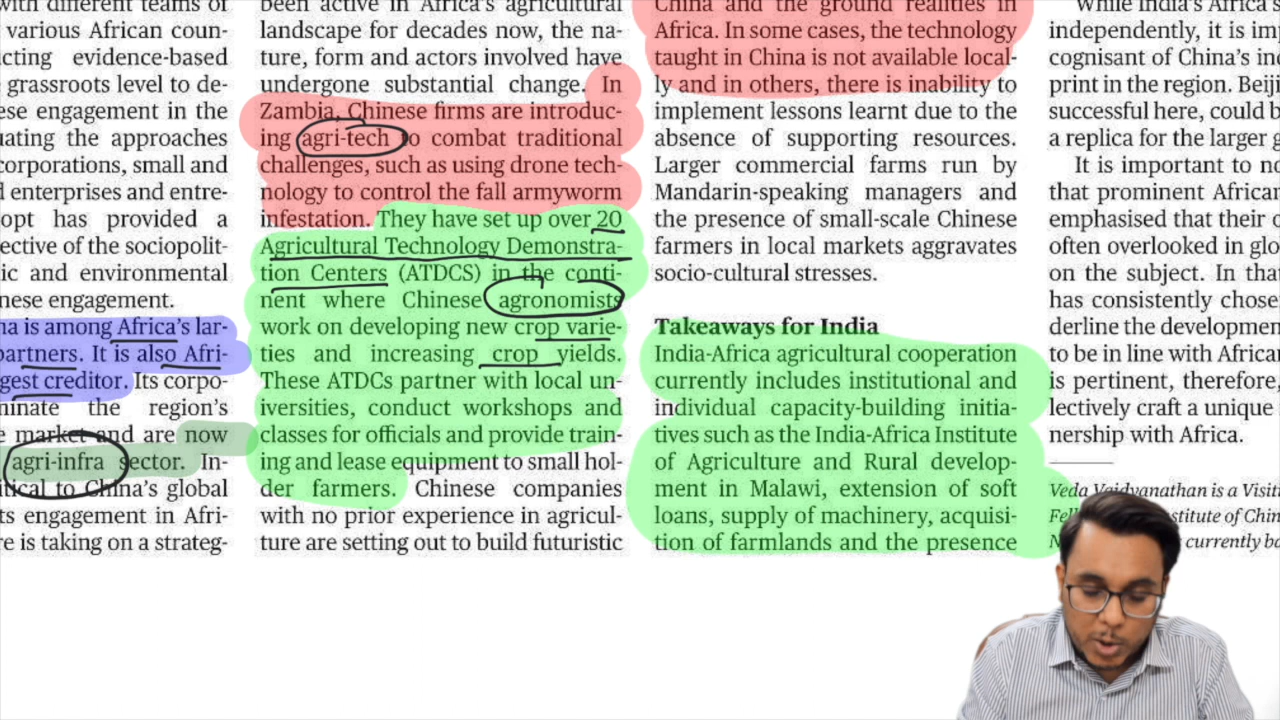 with different teams of
various African coun-
cting evidence-based
grassroots level to de-
ese engagement in the
uating the approaches
corporations, small and
enterprises and entre-
opt has provided a
ective of the sociopolit-
ic and environmental
nese engagement.
na is among Africa's lar-
partners. It is also Afri-
gest creditor. Its corpo-
minate the region's
market and are now
agri-infra sector. In-
itical to China's global
ts engagement in Afri-
re is taking on a strateg-
been active in Africa's agricultural
landscape for decades now, the na-
ture, form and actors involved have
undergone substantial change. In
Zambia, Chinese firms are introduc-
ing agri-tech to combat traditional
challenges, such as using drone tech-
nology to control the fall armyworm
infestation. They have set up over 20
Agricultural Technology Demonstra-
tion Centers (ATDCS) in the conti-
nent where Chinese agronomists
work on developing new crop varie-
ties and increasing crop yields.
These ATDCs partner with local un-
iversities, conduct workshops and
classes for officials and provide train-
ing and lease equipment to small hol-
der farmers. Chinese companies
with no prior experience in agricul-
ture are setting out to build futuristic
China and the ground realities in
Africa. In some cases, the technology
taught in China is not available local-
ly and in others, there is inability to
implement lessons learnt due to the
absence of supporting resources.
Larger commercial farms run by
Mandarin-speaking managers and
the presence of small-scale Chinese
farmers in local markets aggravates
socio-cultural stresses.
Takeaways for India
India-Africa agricultural cooperation
currently includes institutional and
individual capacity-building initia-
tives such as the India-Africa Institute
of Agriculture and Rural develop-
ment in Malawi, extension of soft
loans, supply of machinery, acquisi-
tion of farmlands and the presence
While India's Africa s
independently, it is imp
cognisant of China's inc
print in the region. Beiji
successful here, could b
a replica for the larger g
It is important to no
that prominent African
emphasised that their c
often overlooked in glo
on the subject. In that
has consistently chose
derline the developmen
to be in line with African
is pertinent, therefore,
lectively craft a unique
nership with Africa.
Veda Vaidyanathan is a Visiti
Fell stitute of Chin
currently ba